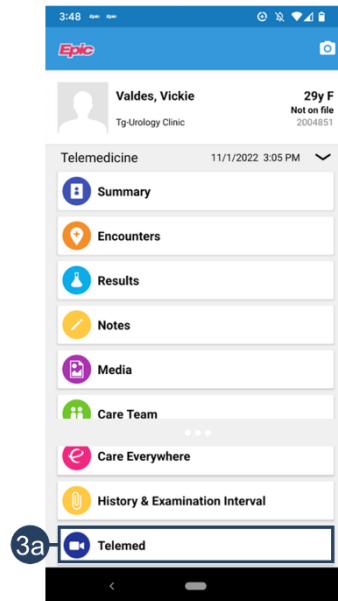 3:48
Epic
Valdes, Vickie
29y F
Not on file
Tg-Urology Clinic
2004851
Telemedicine
11/1/2022 3:05 PM
Summary
Encounters
Results
Notes
Media
Care Team
Care Everywhere
History & Examination Interval
3a
Telemed